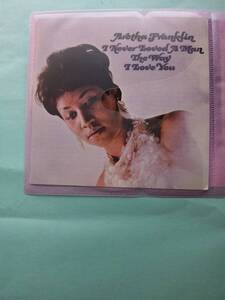 Aretha Franklin
I Never Loved A Man
The Way
I Love You